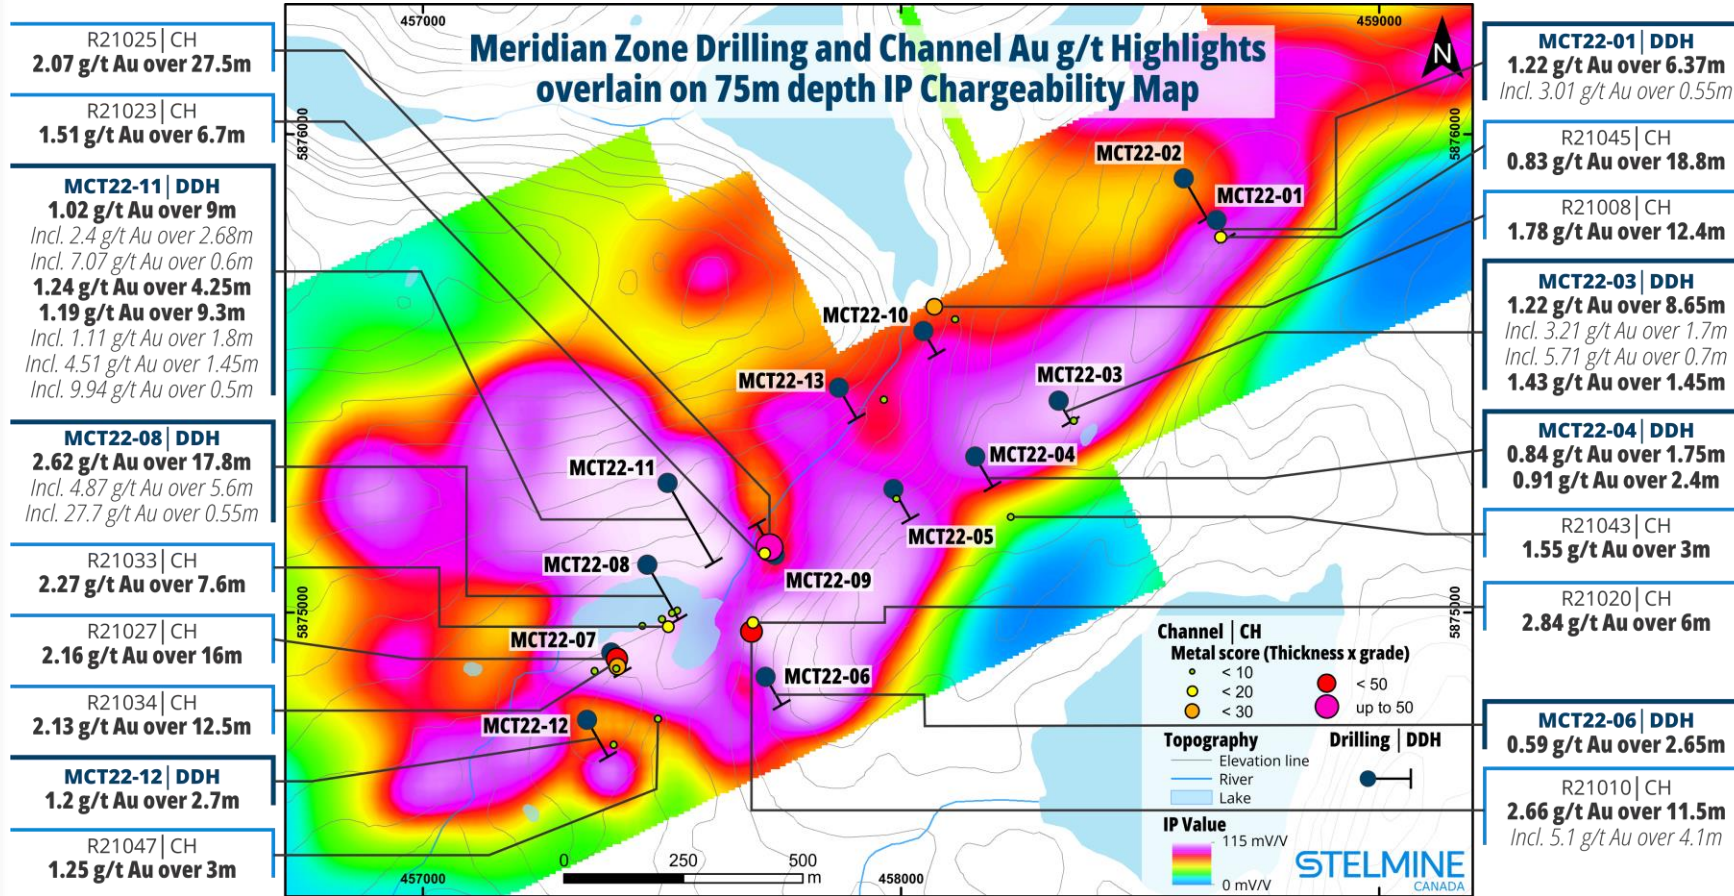 Meridian Zone Drilling and Channel Au g/t Highlights
overlain on 75m depth IP Chargeability Map
R21025 | CH
2.07 g/t Au over 27.5m
R21023 | CH
1.51 g/t Au over 6.7m
MCT22-11 | DDH
1.02 g/t Au over 9m
Incl. 2.4 g/t Au over 2.68m
Incl. 7.07 g/t Au over 0.6m
1.24 g/t Au over 4.25m
1.19 g/t Au over 9.3m
Incl. 1.11 g/t Au over 1.8m
Incl. 4.51 g/t Au over 1.45m
Incl. 9.94 g/t Au over 0.5m
MCT22-08 | DDH
2.62 g/t Au over 17.8m
Incl. 4.87 g/t Au over 5.6m
Incl. 27.7 g/t Au over 0.55m
R21033 | CH
2.27 g/t Au over 7.6m
R21027 | CH
2.16 g/t Au over 16m
R21034 | CH
2.13 g/t Au over 12.5m
MCT22-12 | DDH
1.2 g/t Au over 2.7m
R21047 | CH
1.25 g/t Au over 3m
457000
459000
N
5876000
5876000
MCT22-02
MCT22-01
MCT22-10
MCT22-13
MCT22-03
MCT22-04
MCT22-11
MCT22-05
MCT22-08
MCT22-09
5875000
5875000
MCT22-07
MCT22-06
MCT22-12
0
250
500
m
457000
458000
Channel | CH
Metal score (Thickness x grade)
< 10
< 20
< 30
< 50
up to 50
Topography
Elevation line
River
Lake
Drilling | DDH
IP Value
115 mV/V
0 mV/V
STELMINE
CANADA
MCT22-01 | DDH
1.22 g/t Au over 6.37m
Incl. 3.01 g/t Au over 0.55m
R21045 | CH
0.83 g/t Au over 18.8m
R21008 | CH
1.78 g/t Au over 12.4m
MCT22-03 | DDH
1.22 g/t Au over 8.65m
Incl. 3.21 g/t Au over 1.7m
Incl. 5.71 g/t Au over 0.7m
1.43 g/t Au over 1.45m
MCT22-04 | DDH
0.84 g/t Au over 1.75m
0.91 g/t Au over 2.4m
R21043 | CH
1.55 g/t Au over 3m
R21020 | CH
2.84 g/t Au over 6m
MCT22-06 | DDH
0.59 g/t Au over 2.65m
R21010 | CH
2.66 g/t Au over 11.5m
Incl. 5.1 g/t Au over 4.1m